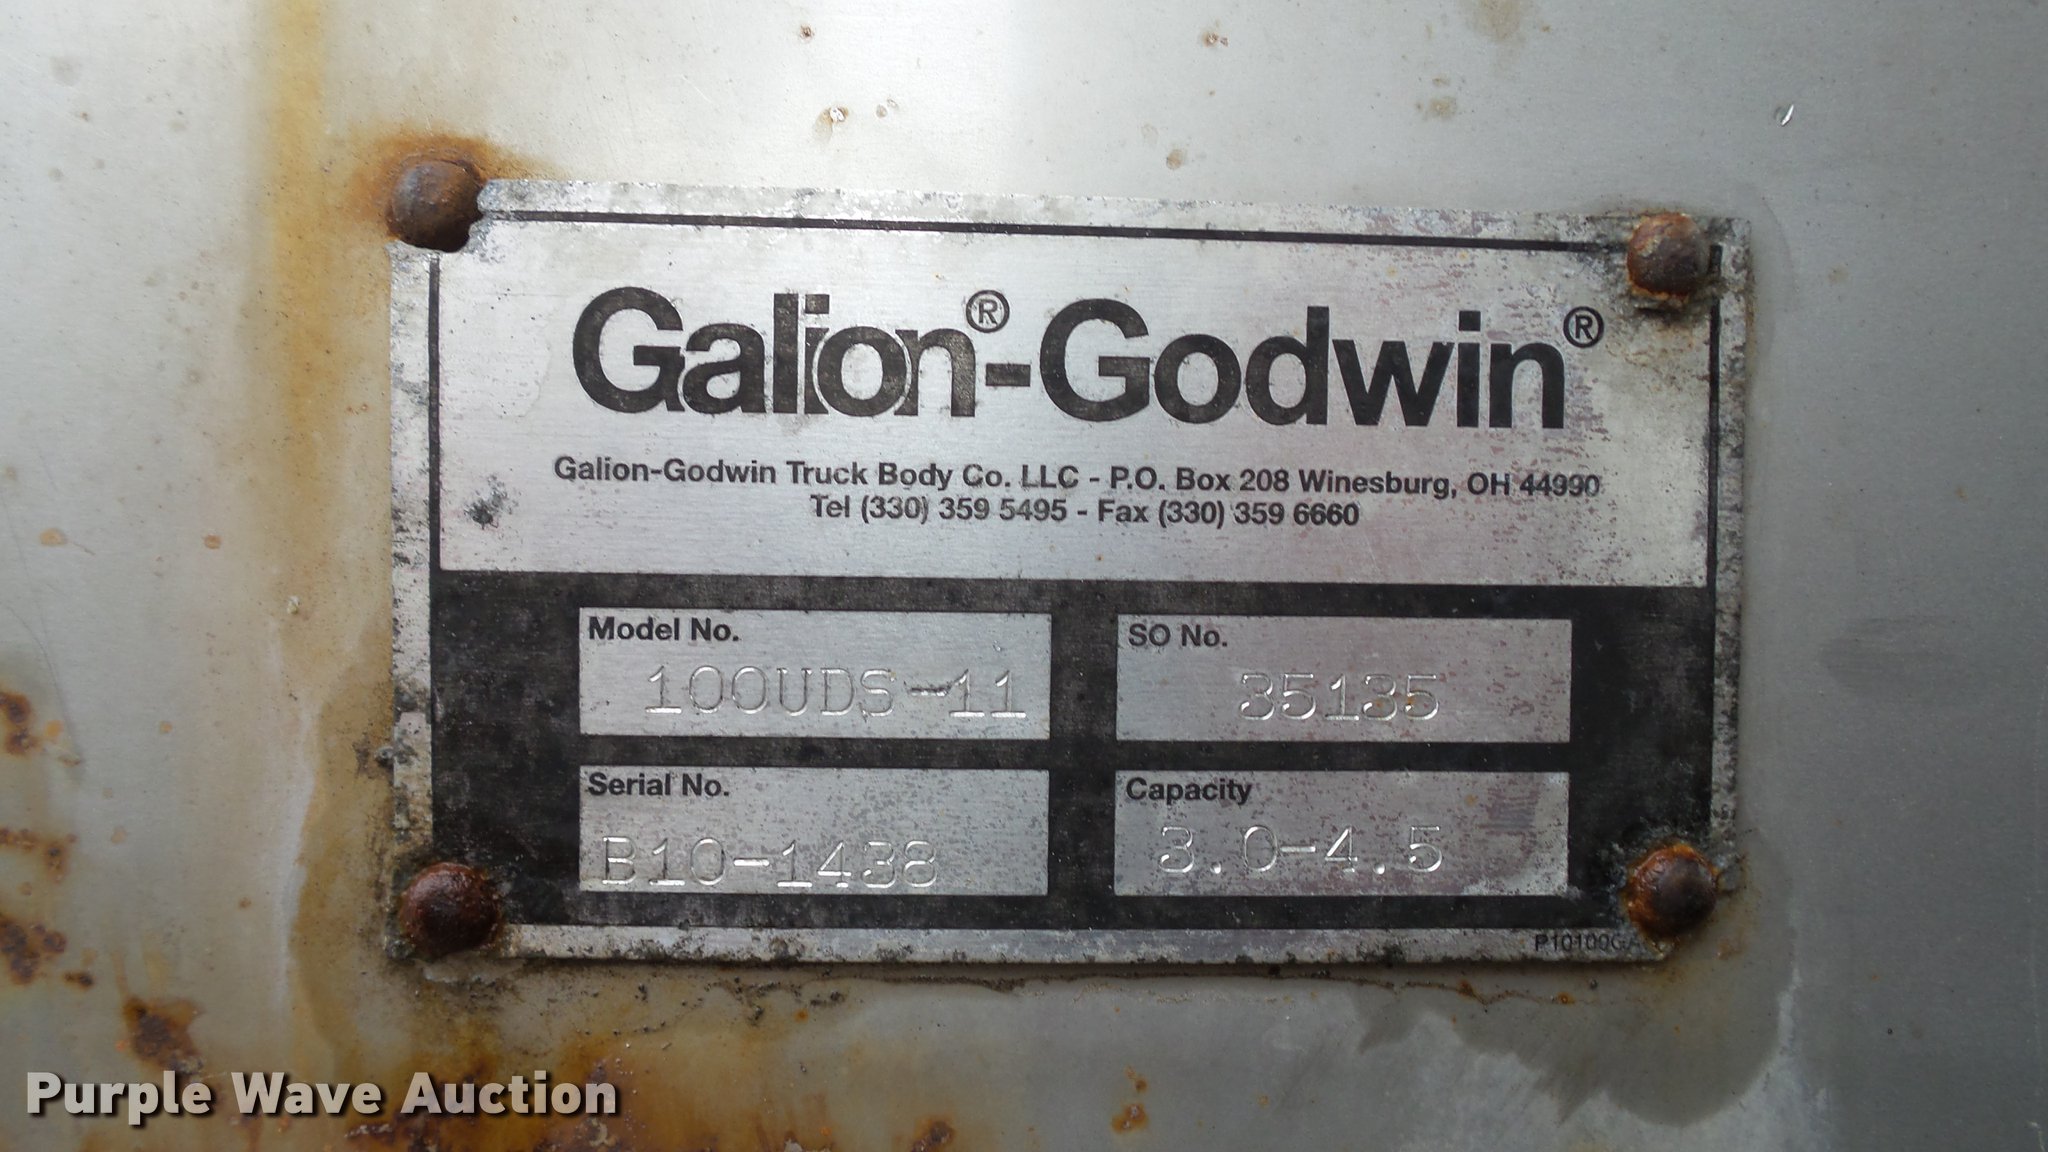 Galion®-Godwin®
Galion-Godwin Truck Body Co. LLC - P.O. Box 208 Winesburg, OH 44990
Tel (330) 359 5495 - Fax (330) 359 6660
Model No.
100UDS-11
SO No.
35135
Serial No.
B10-1438
Capacity
3.0-4.5
Purple Wave Auction